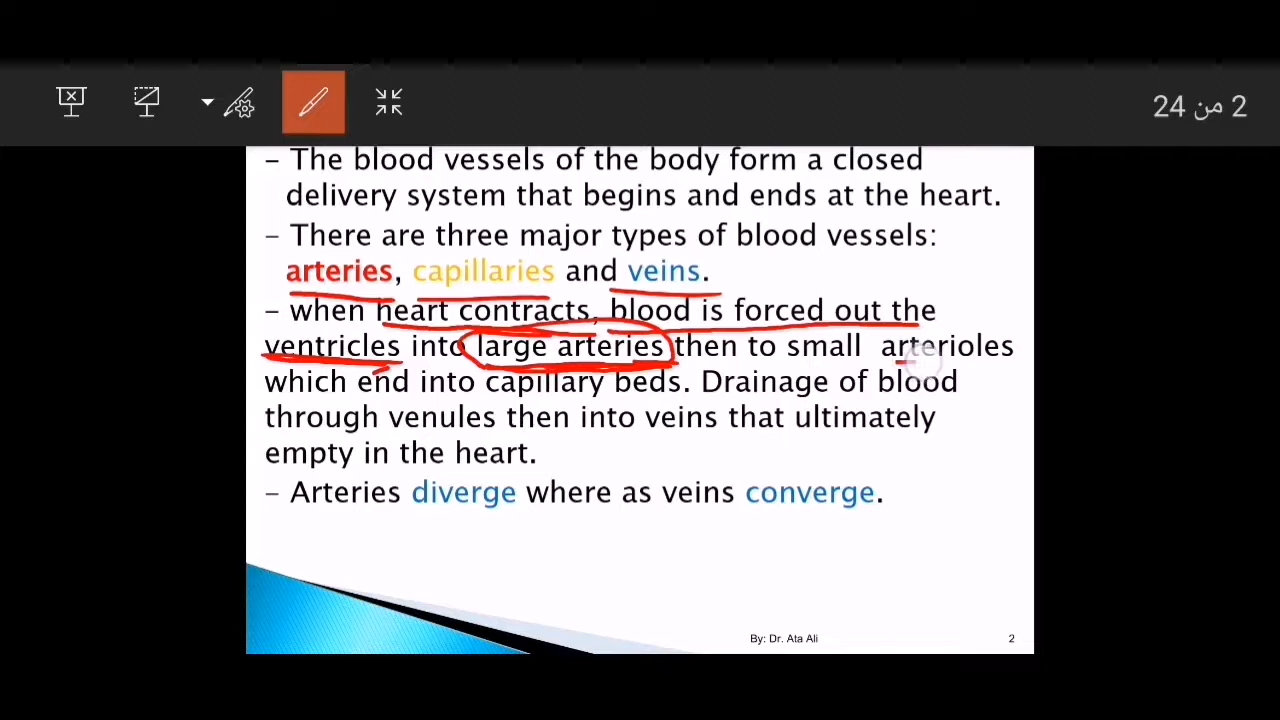 2 من 24
– The blood vessels of the body form a closed
delivery system that begins and ends at the heart.
– There are three major types of blood vessels:
arteries, capillaries and veins.
– when heart contracts, blood is forced out the
ventricles into large arteries then to small arterioles
which end into capillary beds. Drainage of blood
through venules then into veins that ultimately
empty in the heart.
– Arteries diverge where as veins converge.
By: Dr. Ata Ali
2